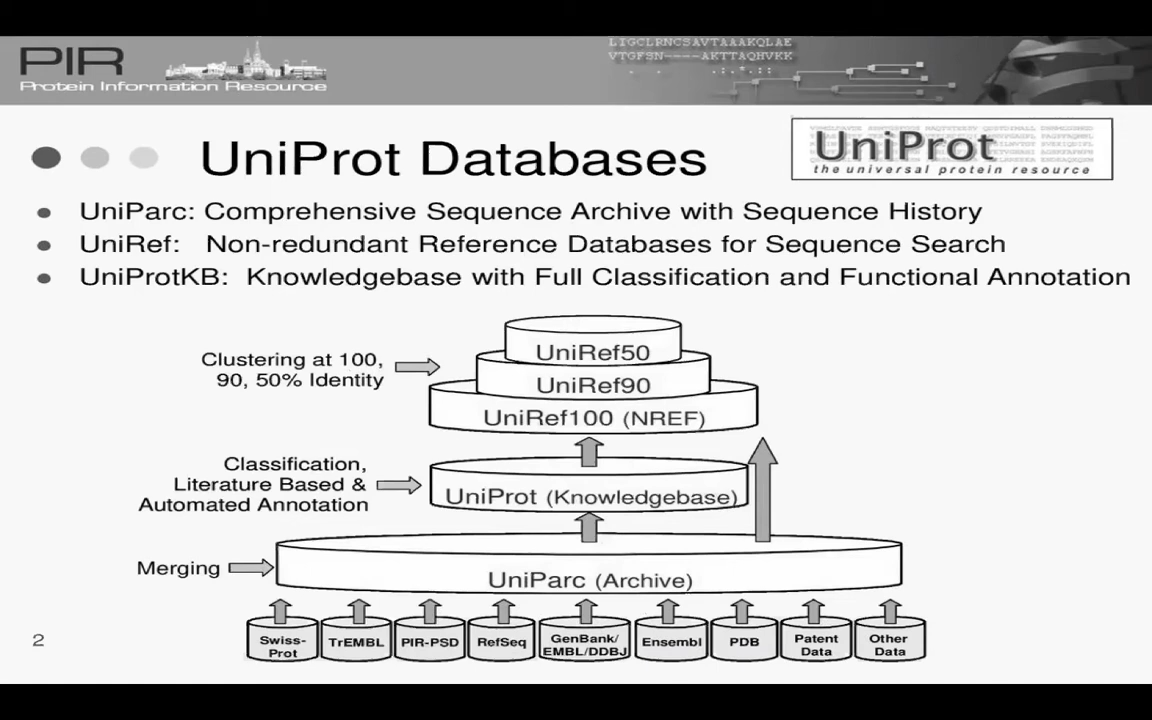 PIR
Protein Information Resource
LIGCLRNCSAVTAAAKQLAE
VTGFSN----AKTTAQHVKK
UniProt Databases
UniProt
the universal protein resource
UniParc: Comprehensive Sequence Archive with Sequence History
UniRef: Non-redundant Reference Databases for Sequence Search
UniProtKB: Knowledgebase with Full Classification and Functional Annotation
Clustering at 100,
90, 50% Identity
UniRef50
UniRef90
UniRef100 (NREF)
Classification,
Literature Based &
Automated Annotation
UniProt (Knowledgebase)
Merging
UniParc (Archive)
Swiss-
Prot
TrEMBL
PIR-PSD
RefSeq
GenBank/
EMBL/DDBJ
Ensembl
PDB
Patent
Data
Other
Data
2